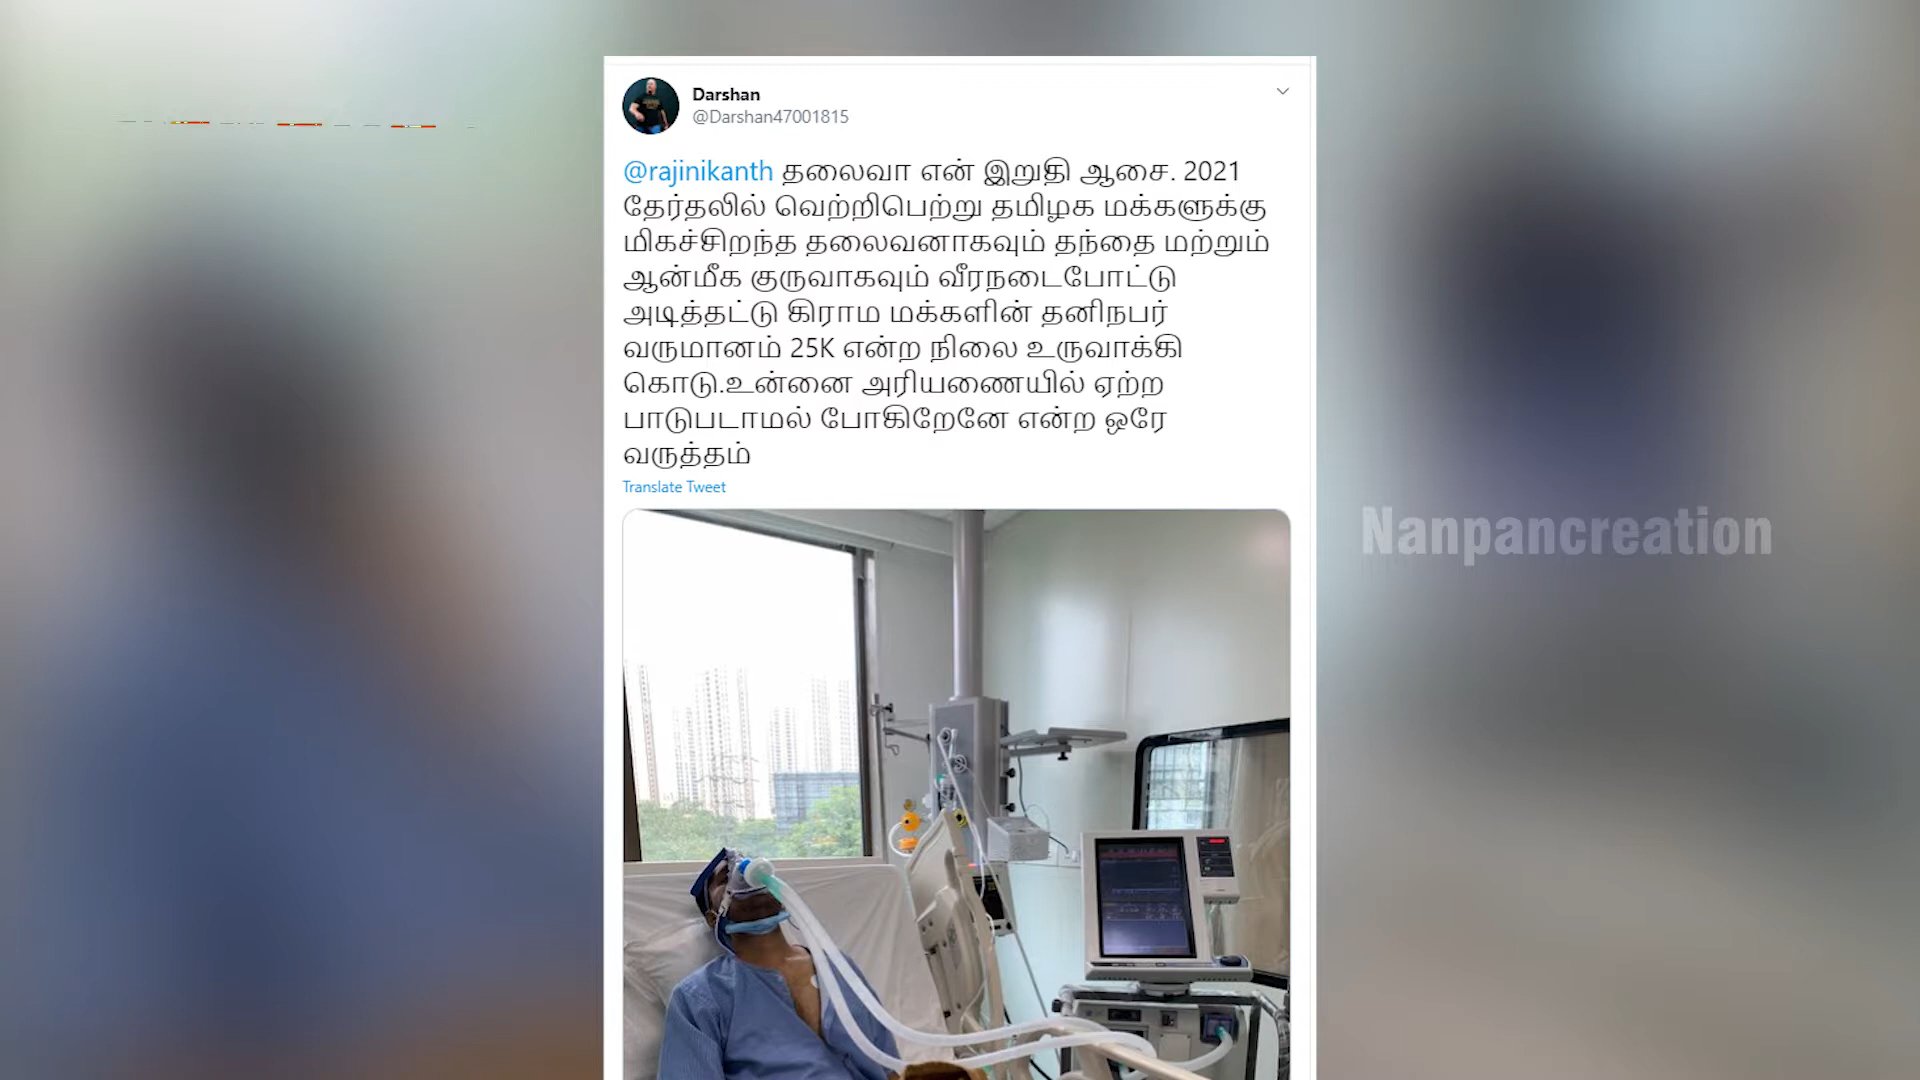 Darshan
@Darshan47001815
@rajinikanth தலைவா என் இறுதி ஆசை. 2021
தேர்தலில் வெற்றிபெற்று தமிழக மக்களுக்கு
மிகச்சிறந்த தலைவனாகவும் தந்தை மற்றும்
ஆன்மீக குருவாகவும் வீரநடைபோட்டு
அடித்தட்டு கிராம மக்களின் தனிநபர்
வருமானம் 25K என்ற நிலை உருவாக்கி
கொடு.உன்னை அரியணையில் ஏற்ற
பாடுபடாமல் போகிறேனே என்ற ஒரே
வருத்தம்
Translate Tweet
Nanpancreation